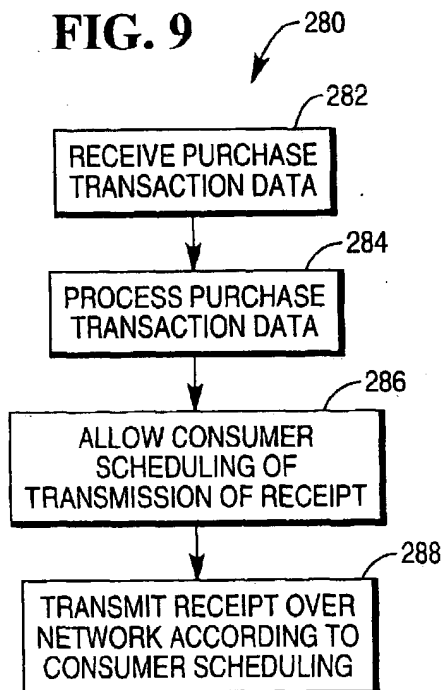 FIG. 9
280
282
RECEIVE PURCHASE
TRANSACTION DATA
284
PROCESS PURCHASE
TRANSACTION DATA
286
ALLOW CONSUMER
SCHEDULING OF
TRANSMISSION OF RECEIPT
288
TRANSMIT RECEIPT OVER
NETWORK ACCORDING TO
CONSUMER SCHEDULING